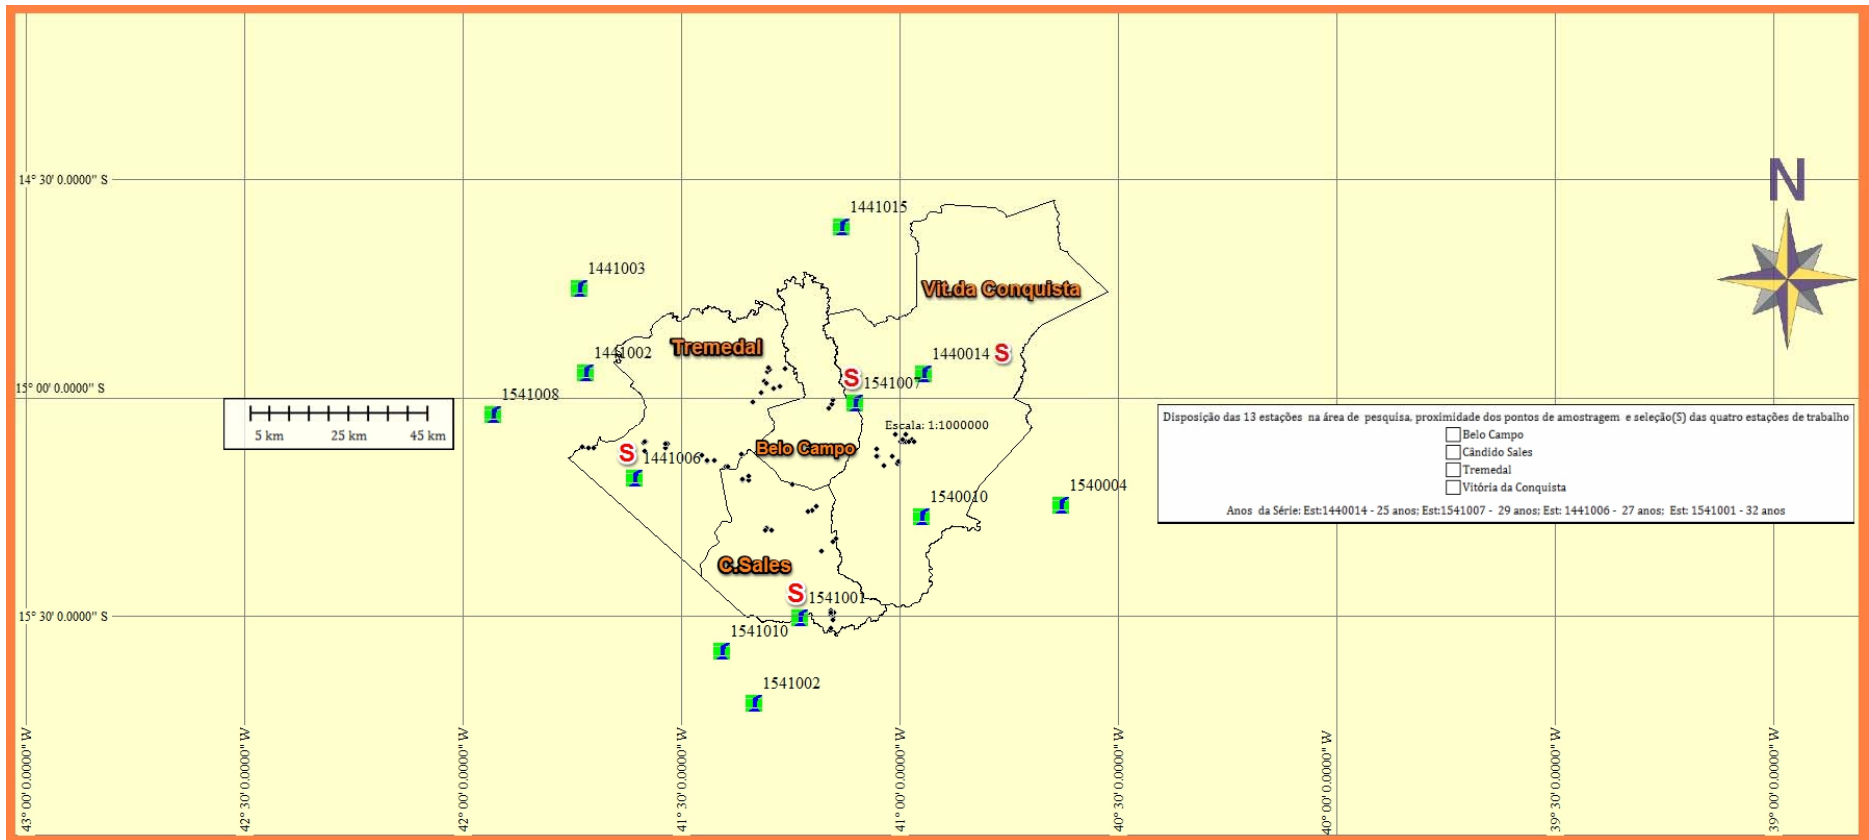 N
14° 30' 0.0000" S
1441015
1441003
Vit.da Conquista
Tremedal
1441002
1440014 S
S
1541007
15° 00' 0.0000" S
1541008
5 km 25 km 45 km
Escala: 1:1000000
Belo Campo
S
1441006
1540010
1540004
Disposição das 13 estações na área de pesquisa, proximidade dos pontos de amostragem e seleção(S) das quatro estações de trabalho
Belo Campo
Cândido Sales
Tremedal
Vitória da Conquista
Anos da Série: Est:1440014 - 25 anos; Est:1541007 - 29 anos; Est: 1441006 - 27 anos; Est: 1541001 - 32 anos
C.Sales
S
1541001
15° 30' 0.0000" S
1541010
1541002
43° 00' 0.0000" W
42° 30' 0.0000" W
42° 00' 0.0000" W
41° 30' 0.0000" W
41° 00' 0.0000" W
40° 30' 0.0000" W
40° 00' 0.0000" W
39° 30' 0.0000" W
39° 00' 0.0000" W